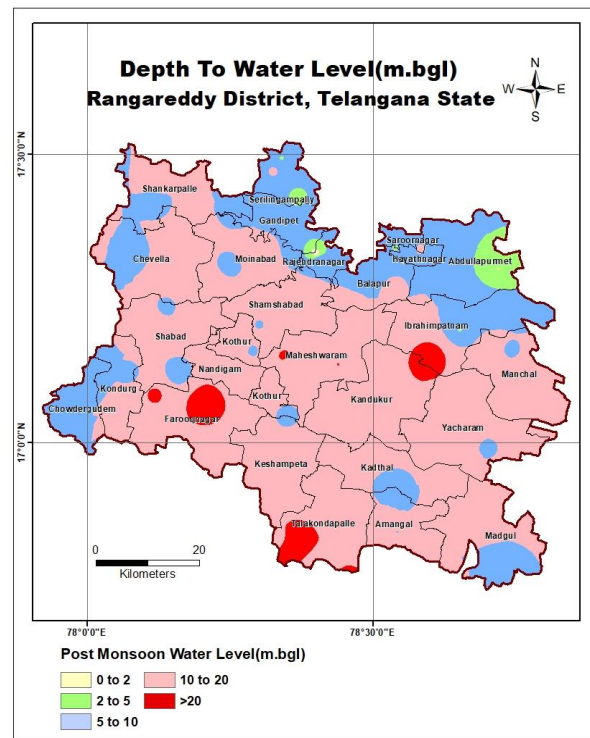 Depth To Water Level(m.bgl)
Rangareddy District, Telangana State
N
W
E
S
17°30'0"N
17°0'0"N
Shankarpalle
Serilingampally
Gandipet
Saroornagar
Hayathnagar
Abdullapurmet
Chevella
Moinabad
Rajendranagar
Balapur
Shamshabad
Ibrahimpatnam
Shabad
Kothur
Maheshwaram
Manchal
Nandigam
Kondurg
Kothur
Kandukur
Chowdergudem
Farooqnagar
Yacharam
Keshampeta
Kadthal
Talakondapalle
Amangal
Madgul
0 20
Kilometers
78°0'0"E 78°30'0"E
Post Monsoon Water Level(m.bgl)
0 to 2 10 to 20
2 to 5 >20
5 to 10